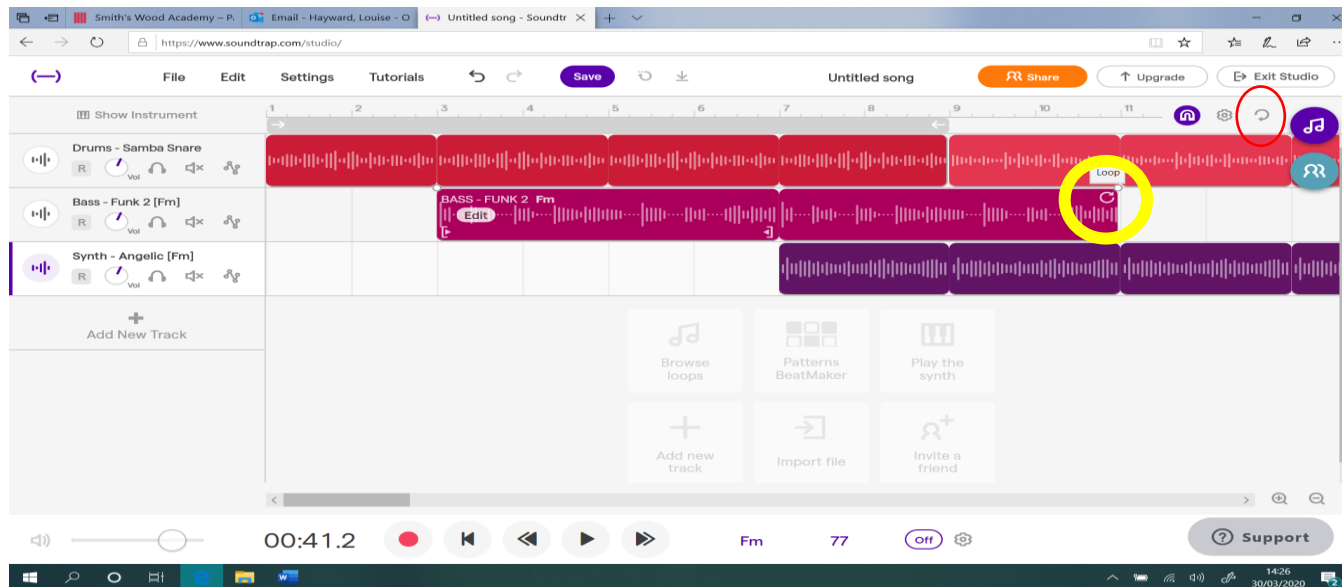 Smith's Wood Academy – P. Email - Hayward, Louise - O Untitled song - Soundtr
https://www.soundtrap.com/studio/
File Edit Settings Tutorials Save Untitled song Share Upgrade Exit Studio
Show Instrument 1 2 3 4 5 6 7 8 9 10 11
Drums - Samba Snare
R Vol
Loop
Bass - Funk 2 [Fm]
R Vol
BASS - FUNK 2 Fm
Edit
Synth - Angelic [Fm]
R Vol
Add New Track
Browse
loops
Patterns
BeatMaker
Play the
synth
Add new
track
Import file
Invite a
friend
00:41.2 Fm 77 Off Support
14:26
30/03/2020
2